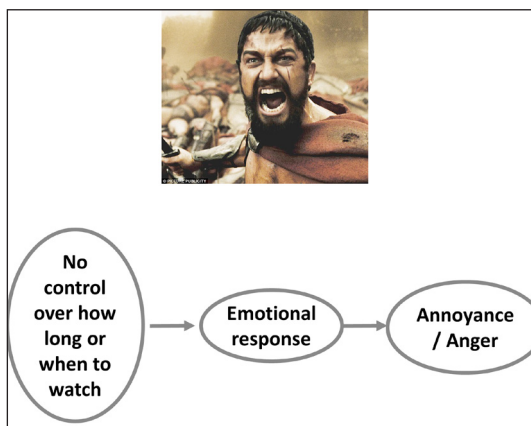 No
control
over how
long or
when to
watch
Emotional
response
Annoyance
/ Anger